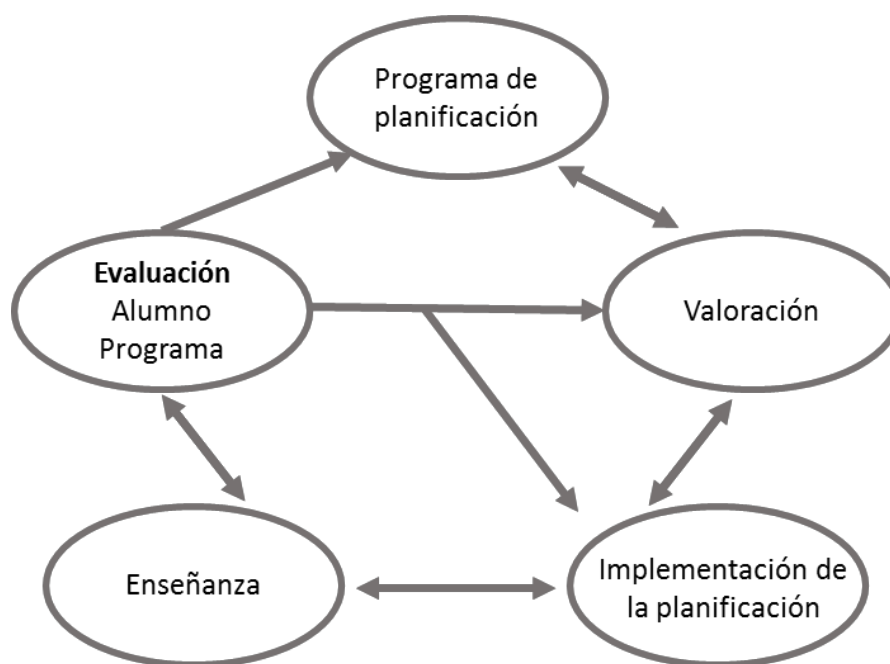 Programa de
planificación
Evaluación
Alumno
Programa
Valoración
Enseñanza
Implementación de
la planificación